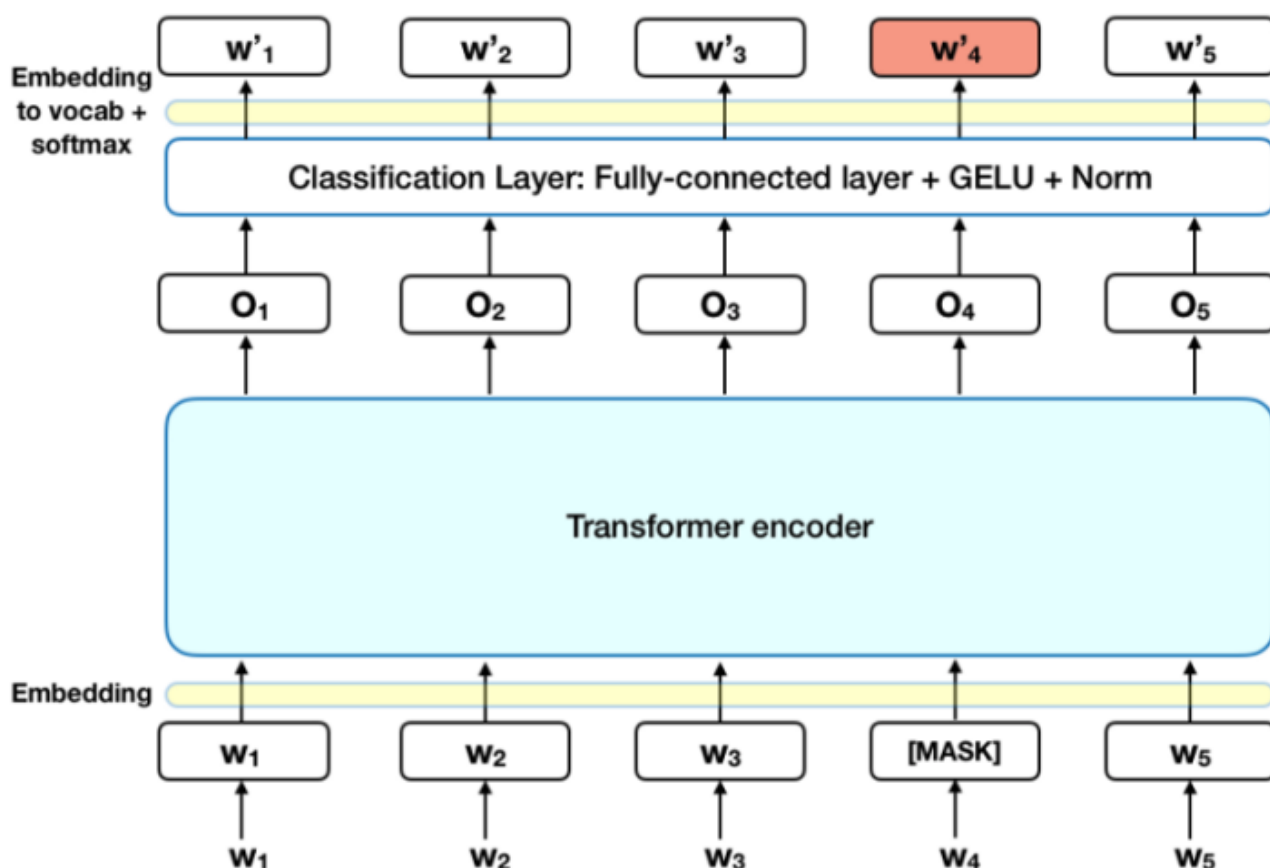 w'1 w'2 w'3 w'4 w'5
Embedding
to vocab +
softmax
Classification Layer: Fully-connected layer + GELU + Norm
O1 O2 O3 O4 O5
Transformer encoder
Embedding
W1 W2 W3 [MASK] W5
W1 W2 W3 W4 W5